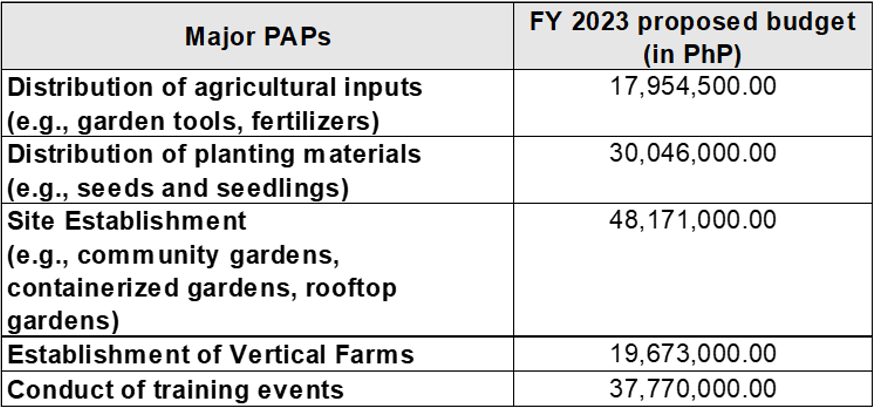 Major PAPs
FY 2023 proposed budget
(in PhP)
Distribution of agricultural inputs
(e.g., garden tools, fertilizers)
17,954,500.00
Distribution of planting materials
(e.g., seeds and seedlings)
30,046,000.00
Site Establishment
(e.g., community gardens,
containerized gardens, rooftop
gardens)
48,171,000.00
Establishment of Vertical Farms
19,673,000.00
Conduct of training events
37,770,000.00